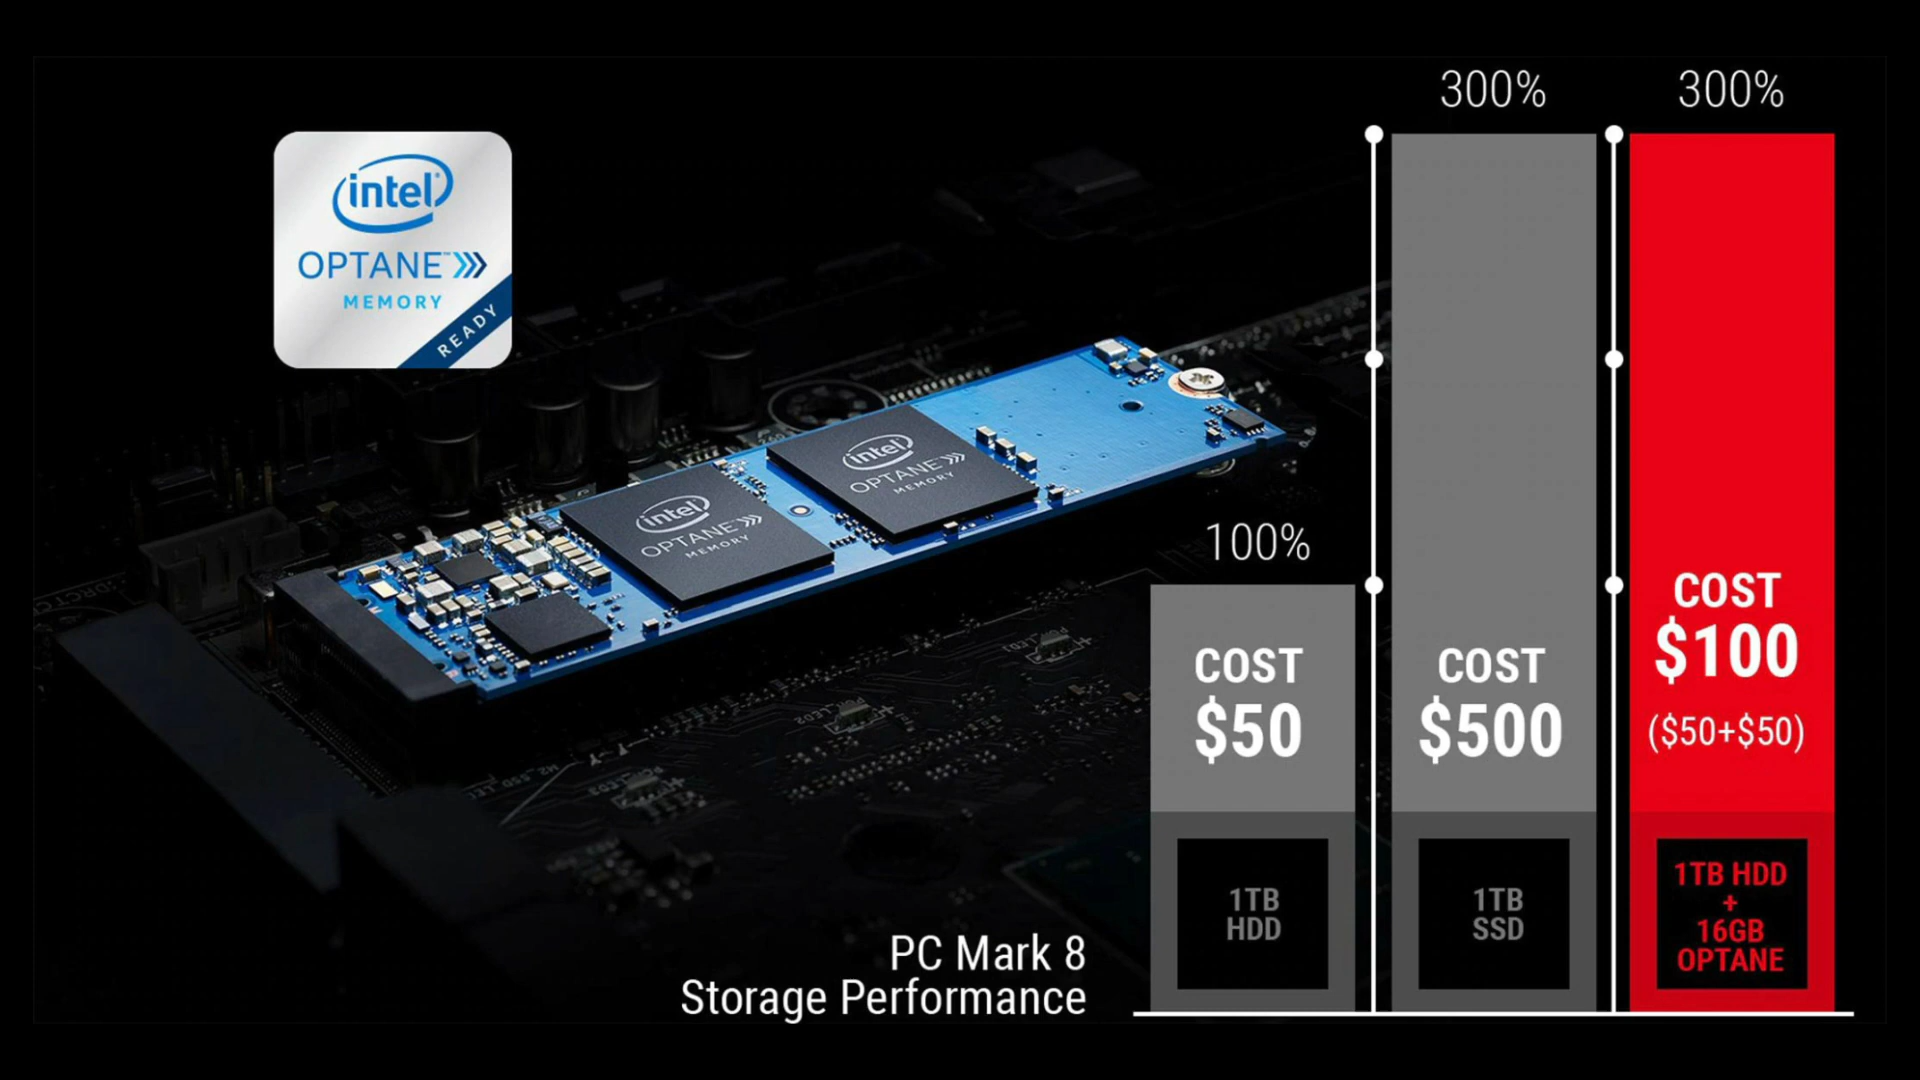 intel
OPTANE™
MEMORY
READY
intel
OPTANE
MEMORY
intel
OPTANE
MEMORY
PC Mark 8
Storage Performance
100%
COST
$50
1TB
HDD
300%
COST
$500
1TB
SSD
300%
COST
$100
($50+$50)
1TB HDD
+
16GB
OPTANE